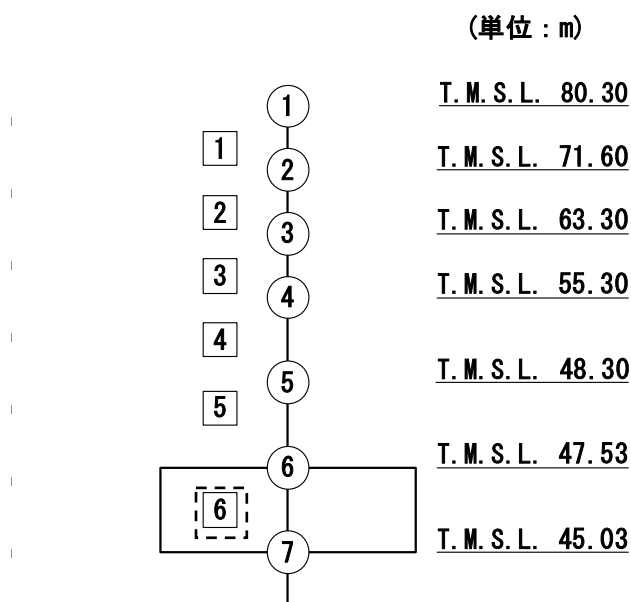 (単位:m)
① T.M.S.L. 80.30
1
② T.M.S.L. 71.60
2
③ T.M.S.L. 63.30
3
④ T.M.S.L. 55.30
4
⑤ T.M.S.L. 48.30
5
⑥ T.M.S.L. 47.53
6
⑦ T.M.S.L. 45.03